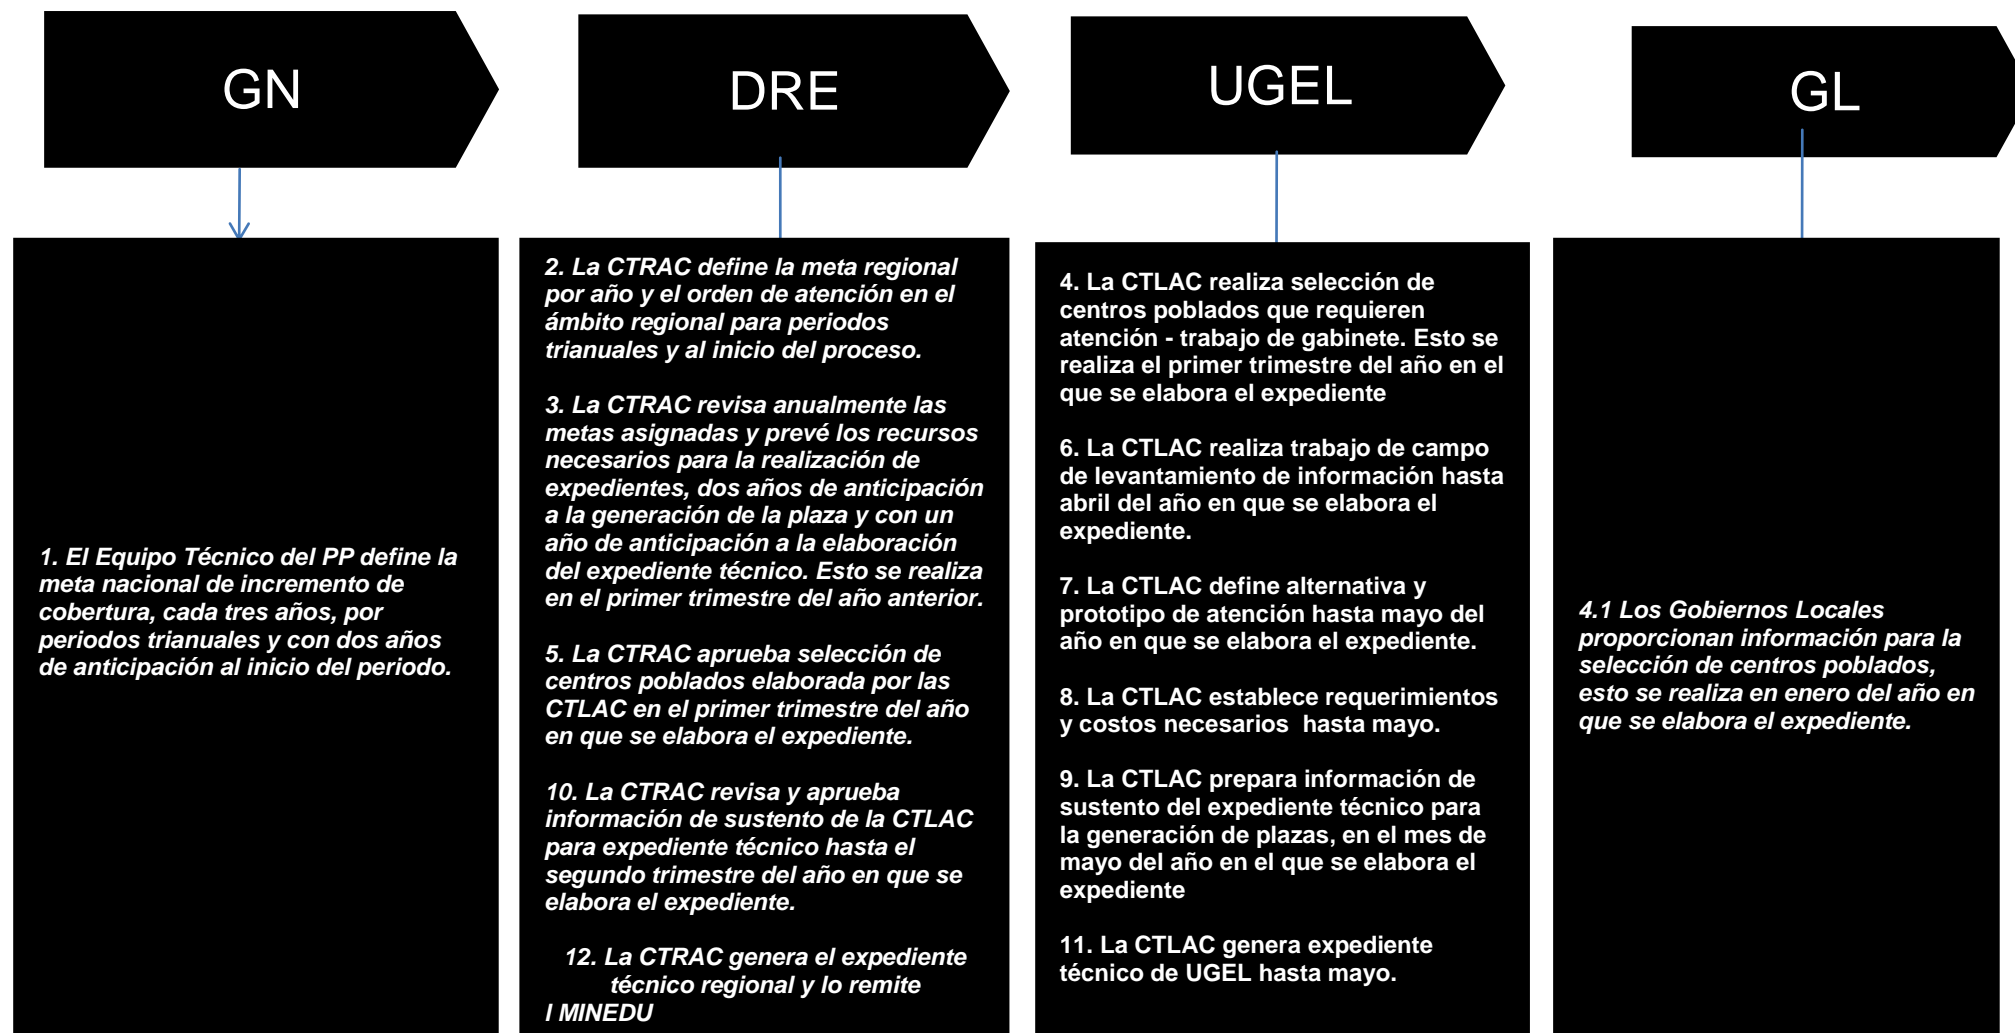 GN
DRE
UGEL
GL
1. El Equipo Técnico del PP define la
meta nacional de incremento de
cobertura, cada tres años, por
periodos trianuales y con dos años
de anticipación al inicio del periodo.
2. La CTRAC define la meta regional
por año y el orden de atención en el
ámbito regional para periodos
trianuales y al inicio del proceso.
3. La CTRAC revisa anualmente las
metas asignadas y prevé los recursos
necesarios para la realización de
expedientes, dos años de anticipación
a la generación de la plaza y con un
año de anticipación a la elaboración
del expediente técnico. Esto se realiza
en el primer trimestre del año anterior.
5. La CTRAC aprueba selección de
centros poblados elaborada por las
CTLAC en el primer trimestre del año
en que se elabora el expediente.
10. La CTRAC revisa y aprueba
información de sustento de la CTLAC
para expediente técnico hasta el
segundo trimestre del año en que se
elabora el expediente.
12. La CTRAC genera el expediente
técnico regional y lo remite
l MINEDU
4. La CTLAC realiza selección de
centros poblados que requieren
atención - trabajo de gabinete. Esto se
realiza el primer trimestre del año en el
que se elabora el expediente
6. La CTLAC realiza trabajo de campo
de levantamiento de información hasta
abril del año en que se elabora el
expediente.
7. La CTLAC define alternativa y
prototipo de atención hasta mayo del
año en que se elabora el expediente.
8. La CTLAC establece requerimientos
y costos necesarios  hasta mayo.
9. La CTLAC prepara información de
sustento del expediente técnico para
la generación de plazas, en el mes de
mayo del año en el que se elabora el
expediente
11. La CTLAC genera expediente
técnico de UGEL hasta mayo.
4.1 Los Gobiernos Locales
proporcionan información para la
selección de centros poblados,
esto se realiza en enero del año en
que se elabora el expediente.